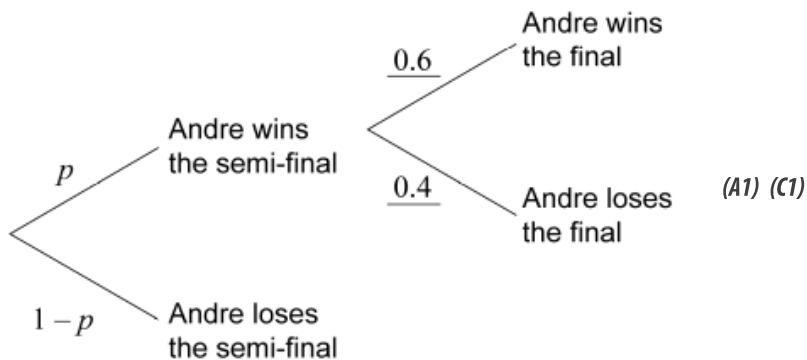 Andre wins
the final
0.6
Andre wins
the semi-final
p
0.4
Andre loses
the final
(A1) (C1)
1 – p
Andre loses
the semi-final